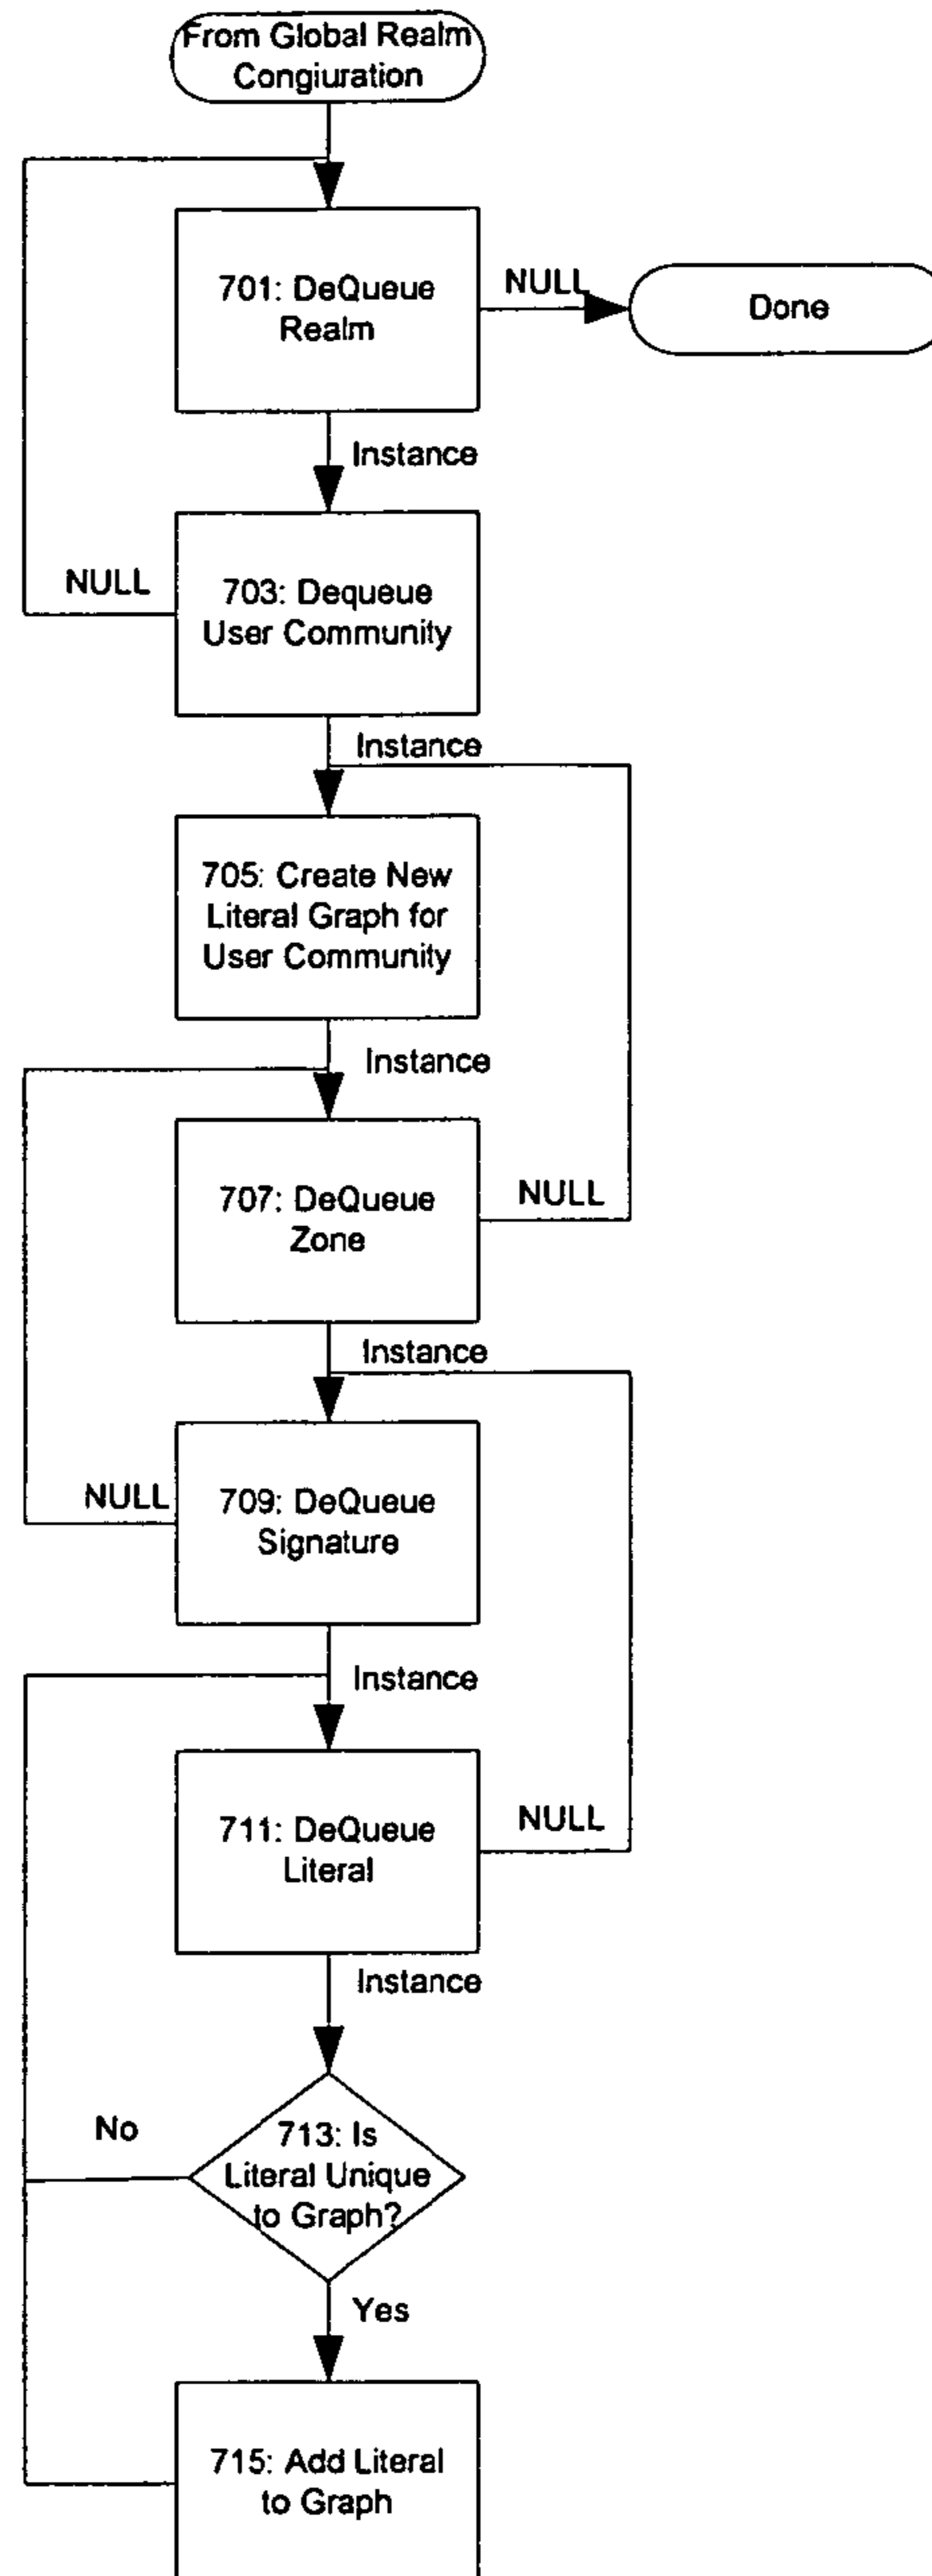 From Global Realm
Congiuration
701: DeQueue
Realm
NULL
Done
Instance
NULL
703: Dequeue
User Community
Instance
705: Create New
Literal Graph for
User Community
Instance
707: DeQueue
Zone
NULL
Instance
NULL
709: DeQueue
Signature
Instance
711: DeQueue
Literal
NULL
Instance
No
713: Is
Literal Unique
to Graph?
Yes
715: Add Literal
to Graph